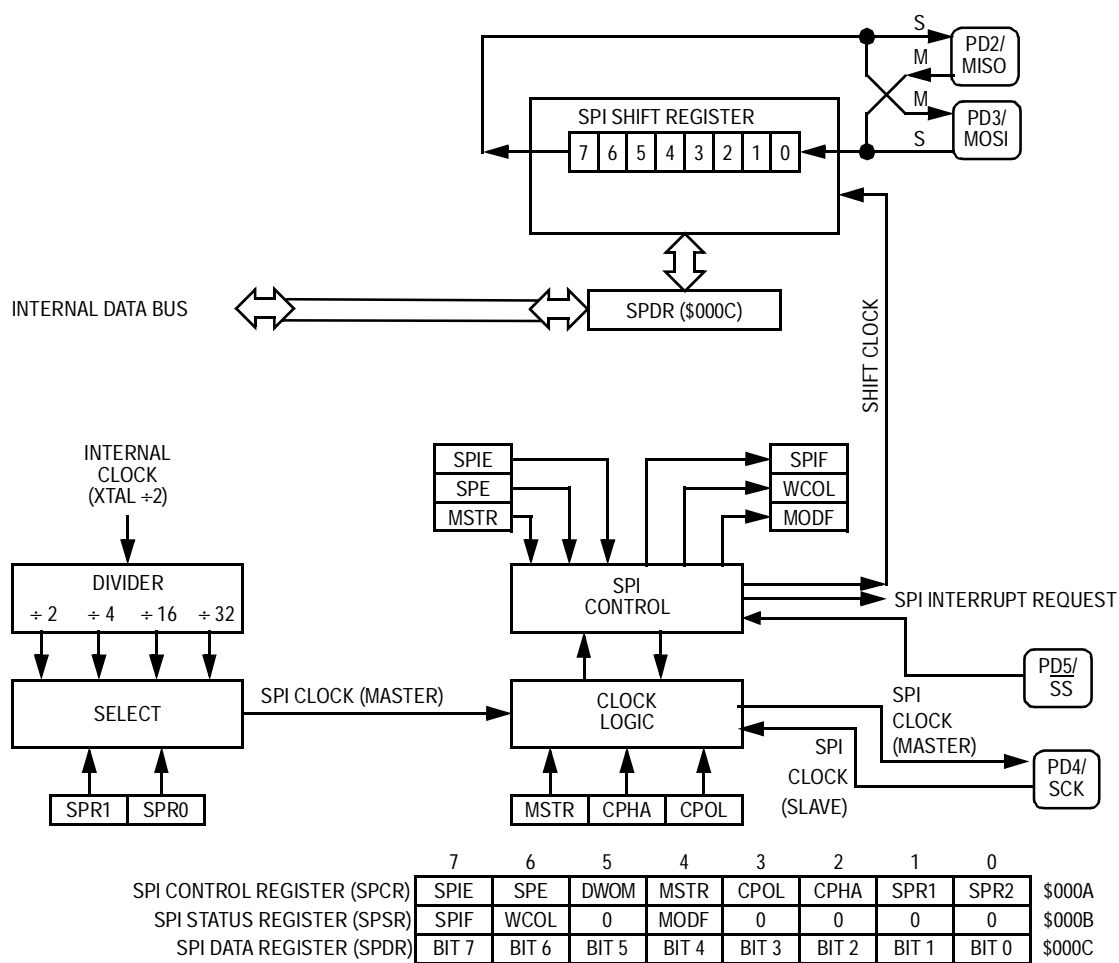 S
PD2/
MISO
M
M
PD3/
MOSI
S
SPI SHIFT REGISTER
7 6 5 4 3 2 1 0
INTERNAL DATA BUS
SPDR ($000C)
SHIFT CLOCK
INTERNAL
CLOCK
(XTAL ÷2)
SPIE
SPE
MSTR
SPIF
WCOL
MODF
DIVIDER
÷ 2 ÷ 4 ÷ 16 ÷ 32
SPI
CONTROL
SPI INTERRUPT REQUEST
PD5/
SS
SELECT
SPI CLOCK (MASTER)
CLOCK
LOGIC
SPI
CLOCK
(MASTER)
SPI
CLOCK
(SLAVE)
PD4/
SCK
SPR1 SPR0
MSTR CPHA CPOL
7 6 5 4 3 2 1 0
SPI CONTROL REGISTER (SPCR) SPIE SPE DWOM MSTR CPOL CPHA SPR1 SPR2 $000A
SPI STATUS REGISTER (SPSR) SPIF WCOL 0 MODF 0 0 0 0 $000B
SPI DATA REGISTER (SPDR) BIT 7 BIT 6 BIT 5 BIT 4 BIT 3 BIT 2 BIT 1 BIT 0 $000C